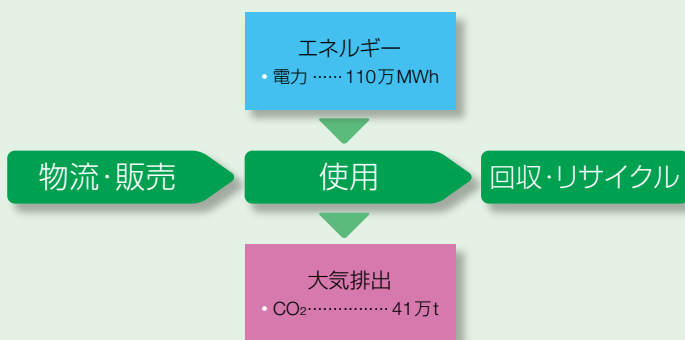 エネルギー
• 電力 ……110万MWh
物流・販売
使用
回収・リサイクル
大気排出
• CO₂……………41万t